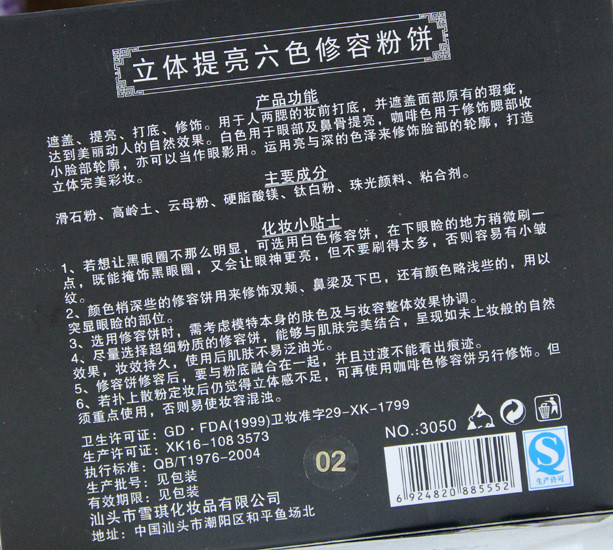 立体提亮六色修容粉饼
产品功能
遮盖、提亮、打底、修饰。用于人两腮的妆前打底，并遮盖面部原有的瑕疵，
达到美丽动人的自然效果。白色用于眼部及鼻骨提亮，咖啡色用于修饰腮部收
小脸部轮廓，亦可以当作眼影用。运用亮与深的色泽来修饰脸部的轮廓，打造
立体完美彩妆。
主要成分
滑石粉、高岭土、云母粉、硬脂酸镁、钛白粉、珠光颜料、粘合剂。
化妆小贴士
1、若想让黑眼圈不那么明显，可选用白色修容饼，在下眼睑的地方稍微刷一
点，既能掩饰黑眼圈，又会让眼神更亮，但不要刷得太多，否则容易有小皱
纹。
2、颜色梢深些的修容饼用来修饰双颊、鼻梁及下巴，还有颜色略浅些的，用以
突显眼睑的部位。
3、选用修容饼时，需考虑模特本身的肤色及与妆容整体效果协调。
4、尽量选择超细粉质的修容饼，能够与肌肤完美结合，呈现如未上妆般的自然
效果，妆效持久，使用后肌肤不易泛油光。
5、修容饼修容后，要与粉底融合在一起，并且过渡不能看出痕迹。
6、若扑上散粉定妆后仍觉得立体感不足，可再使用咖啡色修容饼另行修饰。但
须重点使用，否则易使妆容混浊。
卫生许可证：GD·FDA(1999)卫妆准字29-XK-1799
生产许可证：XK16-108 3573
执行标准：QB/T1976-2004
生产批号：见包装
有效期限：见包装
汕头市雪琪化妆品有限公司
地址：中国汕头市潮阳区和平鱼场北
02
NO.:3050
6924820885552
QS
生产许可